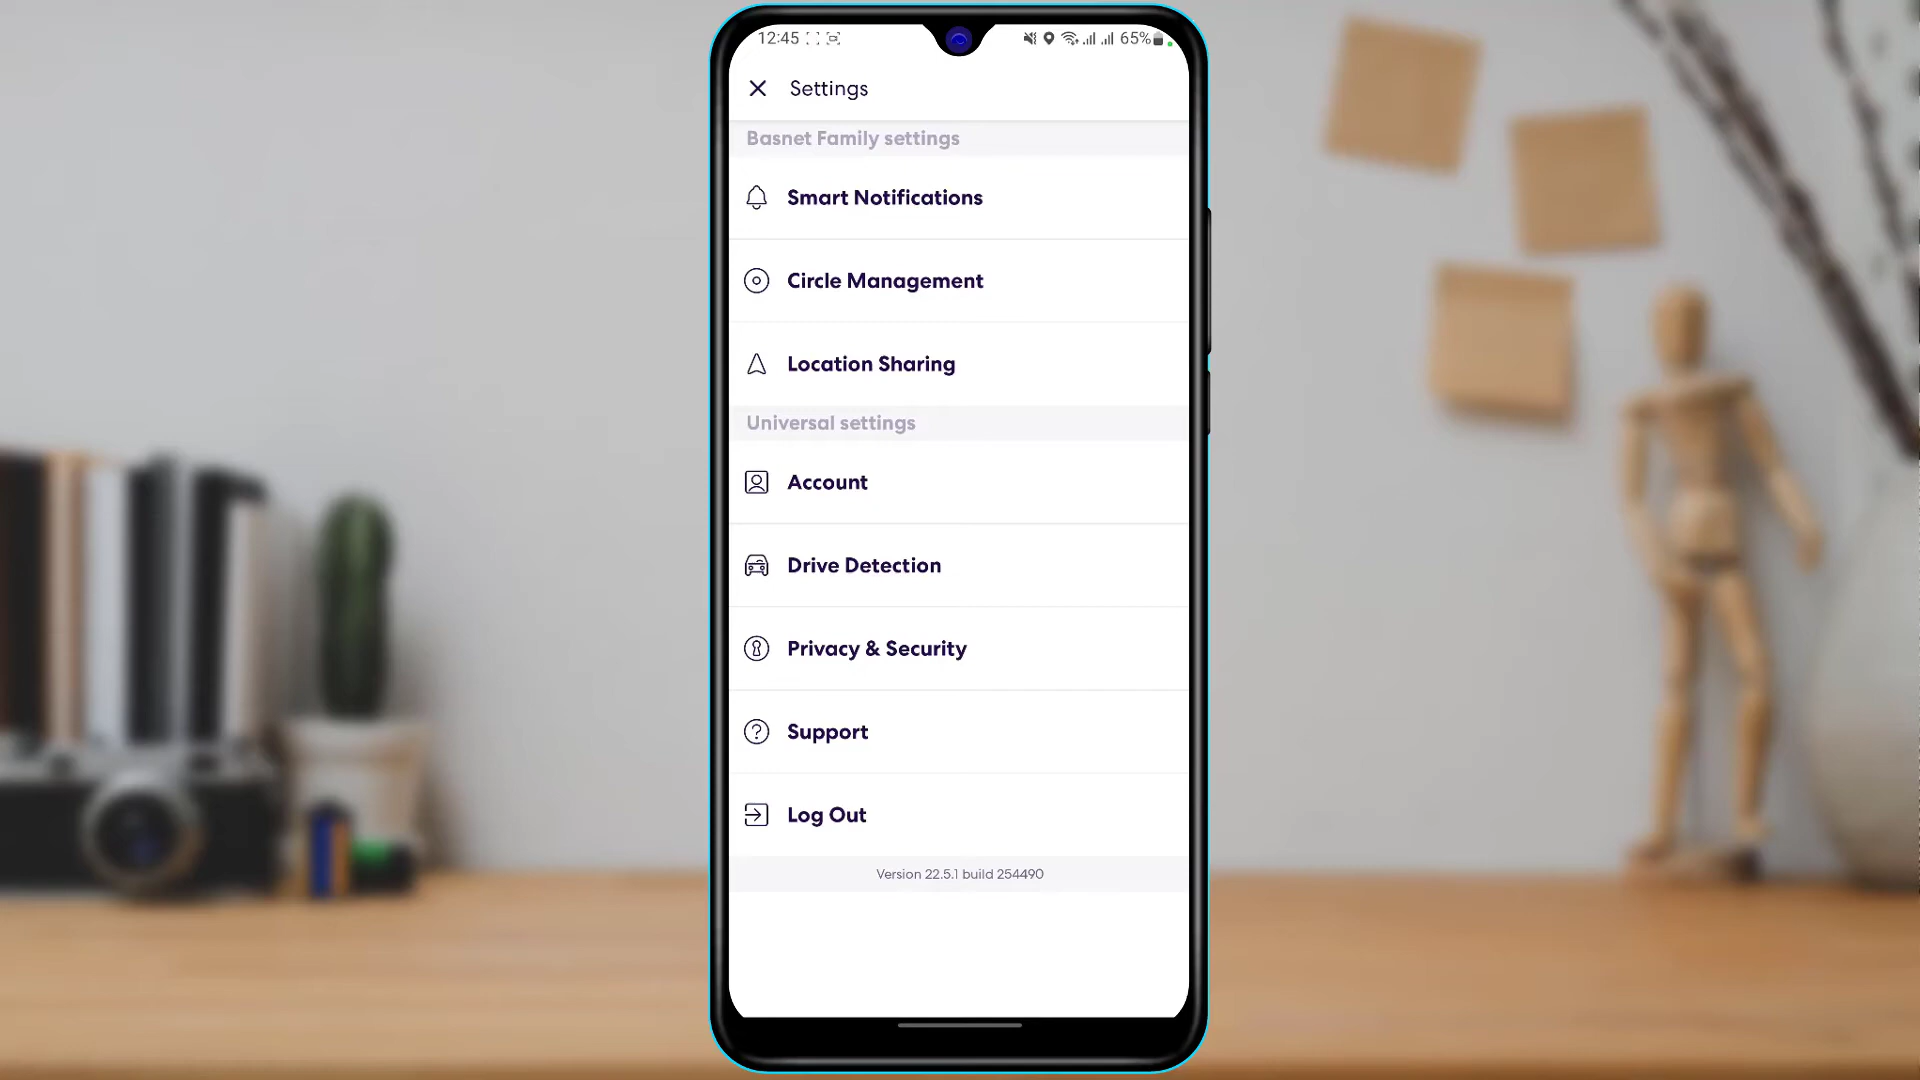 12:45
65%
Settings
Basnet Family settings
Smart Notifications
Circle Management
Location Sharing
Universal settings
Account
Drive Detection
Privacy & Security
Support
Log Out
Version 22.5.1 build 254490